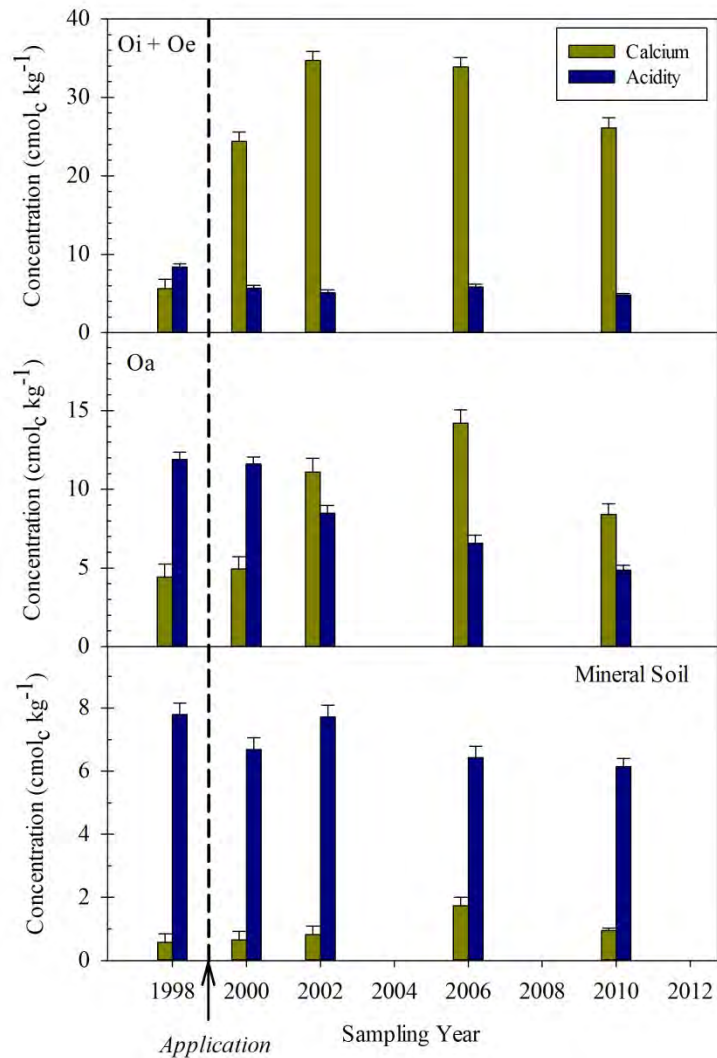 Oi + Oe
Calcium
Acidity
Concentration (cmolc kg-1)
40
30
20
10
0
Oa
Concentration (cmolc kg-1)
15
10
5
0
Mineral Soil
Concentration (cmolc kg-1)
8
6
4
2
0
1998 2000 2002 2004 2006 2008 2010 2012
Application
Sampling Year